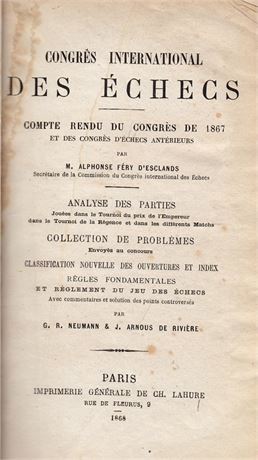 CONGRÈS INTERNATIONAL
DES ÉCHECS
COMPTE RENDU DU CONGRÈS DE 1867
ET DES CONGRÈS D'ÉCHECS ANTÉRIEURS
PAR
M. ALPHONSE FÉRY D'ESCLANDS
Secrétaire de la Commission du Congrès international des Échecs
ANALYSE DES PARTIES
Jouées dans le Tournoi du prix de l'Empereur
dans le Tournoi de la Régence et dans les différents Matchs
COLLECTION DE PROBLÈMES
Envoyés au concours
CLASSIFICATION NOUVELLE DES OUVERTURES ET INDEX
RÈGLES FONDAMENTALES
ET RÈGLEMENT DU JEU DES ÉCHECS
Avec commentaires et solution des points controversés
PAR
G. R. NEUMANN & J. ARNOUS DE RIVIÈRE
PARIS
IMPRIMERIE GÉNÉRALE DE CH. LAHURE
RUE DE FLEURUS, 9
1868